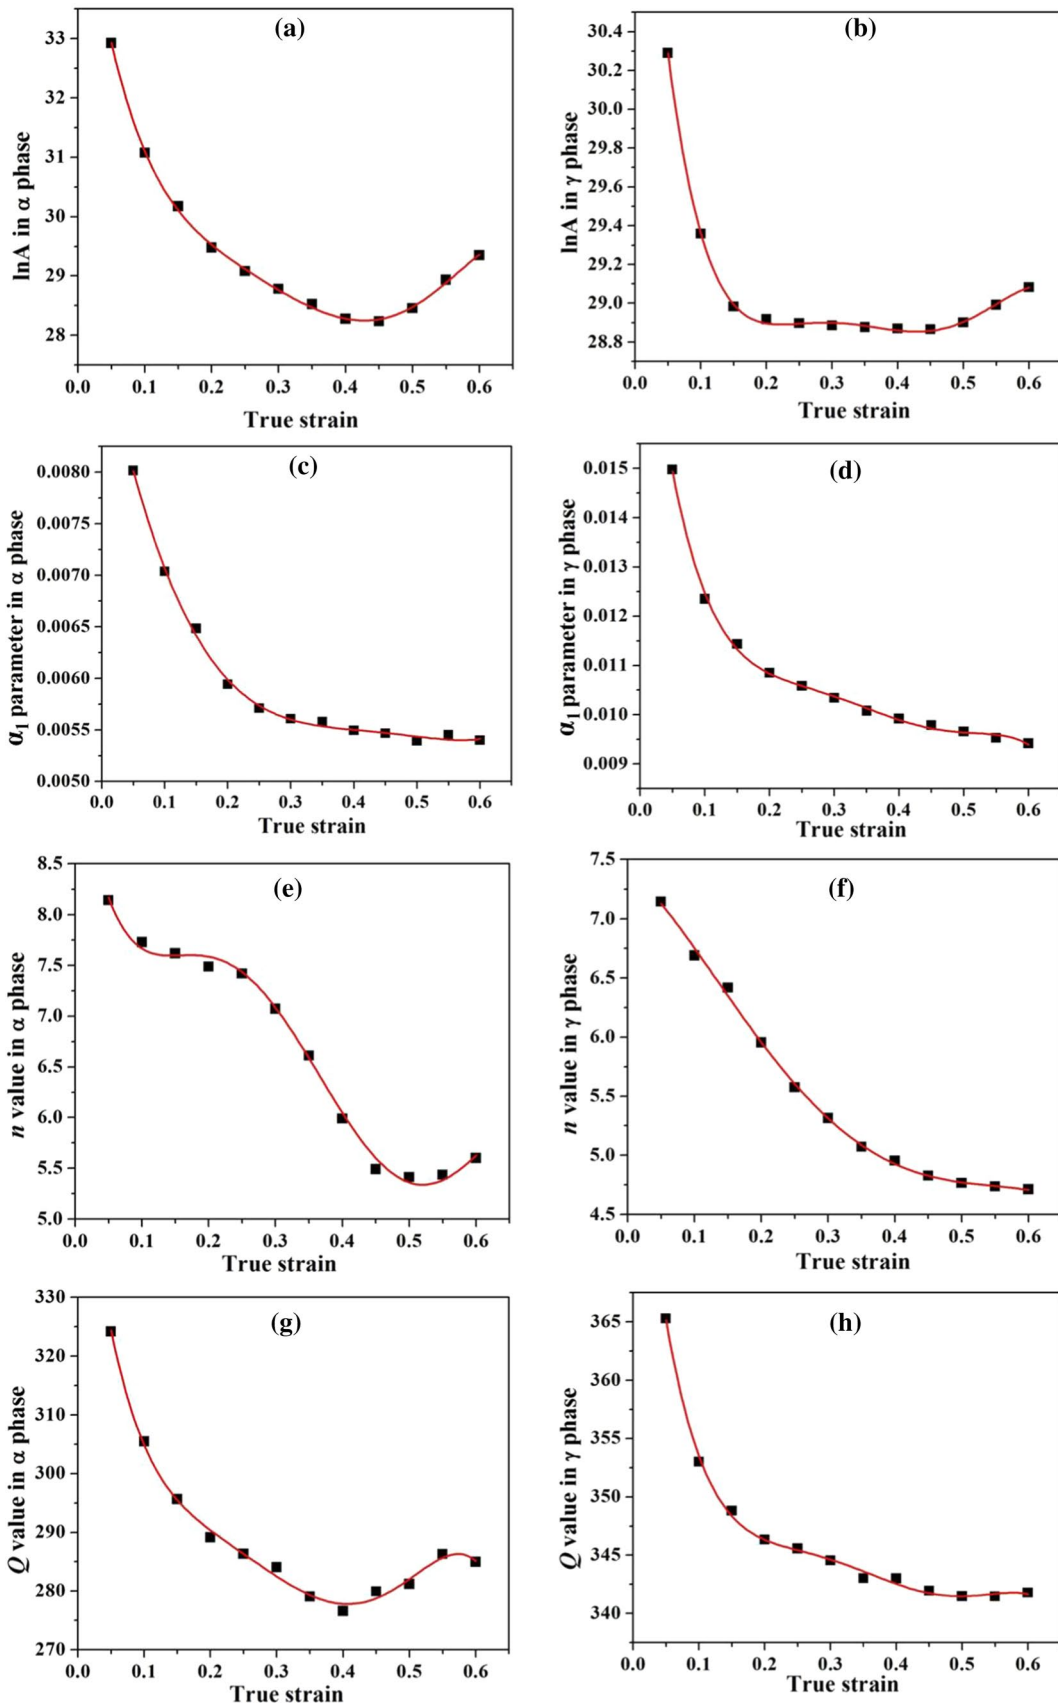 (a)
lnA in α phase
33
32
31
30
29
28
0.0 0.1 0.2 0.3 0.4 0.5 0.6
True strain
(b)
lnA in γ phase
30.4
30.2
30.0
29.8
29.6
29.4
29.2
29.0
28.8
0.0 0.1 0.2 0.3 0.4 0.5 0.6
True strain
(c)
α1 parameter in α phase
0.0080
0.0075
0.0070
0.0065
0.0060
0.0055
0.0050
0.0 0.1 0.2 0.3 0.4 0.5 0.6
True strain
(d)
α1 parameter in γ phase
0.015
0.014
0.013
0.012
0.011
0.010
0.009
0.0 0.1 0.2 0.3 0.4 0.5 0.6
True strain
(e)
n value in α phase
8.5
8.0
7.5
7.0
6.5
6.0
5.5
5.0
0.0 0.1 0.2 0.3 0.4 0.5 0.6
True strain
(f)
n value in γ phase
7.5
7.0
6.5
6.0
5.5
5.0
4.5
0.0 0.1 0.2 0.3 0.4 0.5 0.6
True strain
(g)
Q value in α phase
330
320
310
300
290
280
270
0.0 0.1 0.2 0.3 0.4 0.5 0.6
True strain
(h)
Q value in γ phase
365
360
355
350
345
340
0.0 0.1 0.2 0.3 0.4 0.5 0.6
True strain